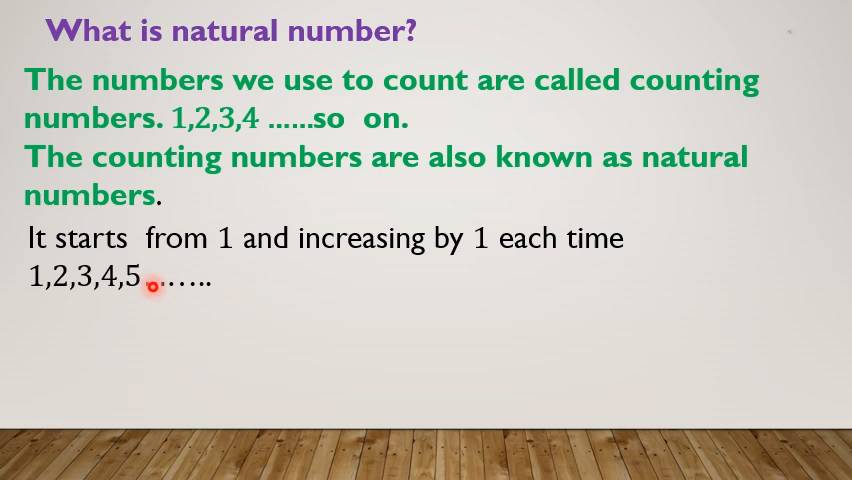 What is natural number?
The numbers we use to count are called counting
numbers. 1,2,3,4 ......so on.
The counting numbers are also known as natural
numbers.
It starts from 1 and increasing by 1 each time
1,2,3,4,5........